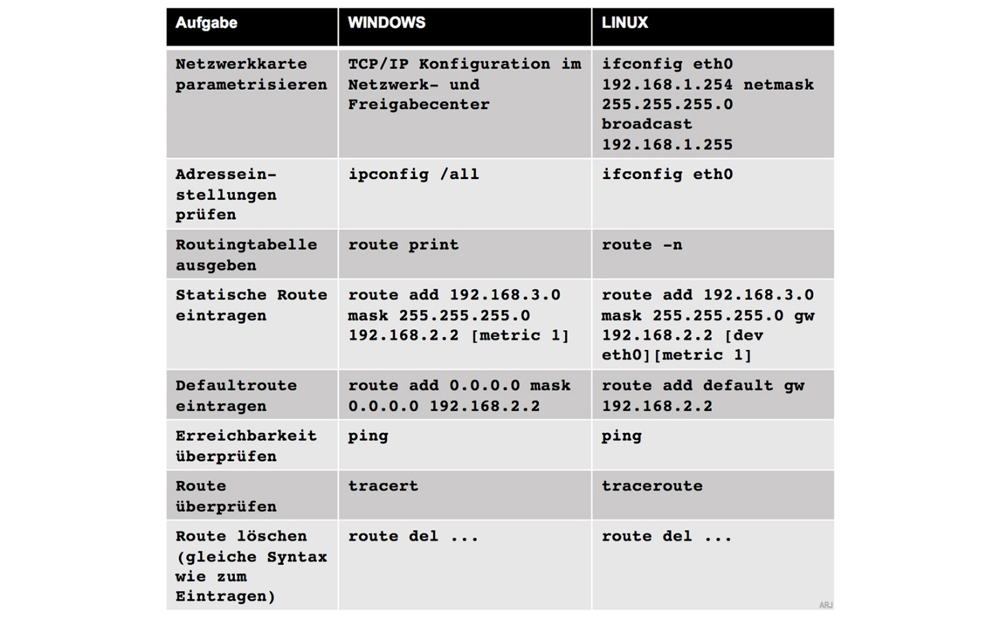 Aufgabe
WINDOWS
LINUX
Netzwerkkarte
parametrisieren
TCP/IP Konfiguration im
Netzwerk- und
Freigabecenter
ifconfig eth0
192.168.1.254 netmask
255.255.255.0
broadcast
192.168.1.255
Adressein-
stellungen
prüfen
ipconfig /all
ifconfig eth0
Routingtabelle
ausgeben
route print
route -n
Statische Route
eintragen
route add 192.168.3.0
mask 255.255.255.0
192.168.2.2 [metric 1]
route add 192.168.3.0
mask 255.255.255.0 gw
192.168.2.2 [dev
eth0][metric 1]
Defaultroute
eintragen
route add 0.0.0.0 mask
0.0.0.0 192.168.2.2
route add default gw
192.168.2.2
Erreichbarkeit
überprüfen
ping
ping
Route
überprüfen
tracert
traceroute
Route löschen
(gleiche Syntax
wie zum
Eintragen)
route del ...
route del ...
ARJ